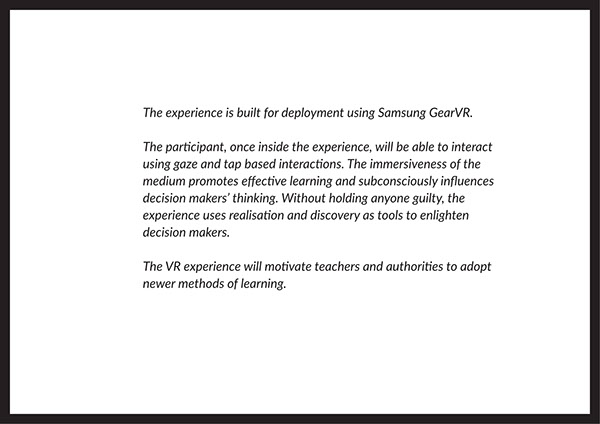 The experience is built for deployment using Samsung GearVR.
The participant, once inside the experience, will be able to interact
using gaze and tap based interactions. The immersiveness of the
medium promotes effective learning and subconsciously influences
decision makers' thinking. Without holding anyone guilty, the
experience uses realisation and discovery as tools to enlighten
decision makers.
The VR experience will motivate teachers and authorities to adopt
newer methods of learning.